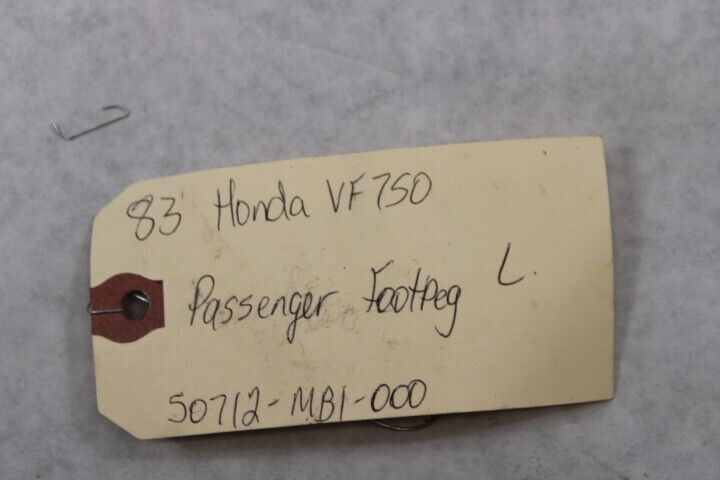 83' Honda VF750
Passenger Footpeg L.
50712-MB1-000